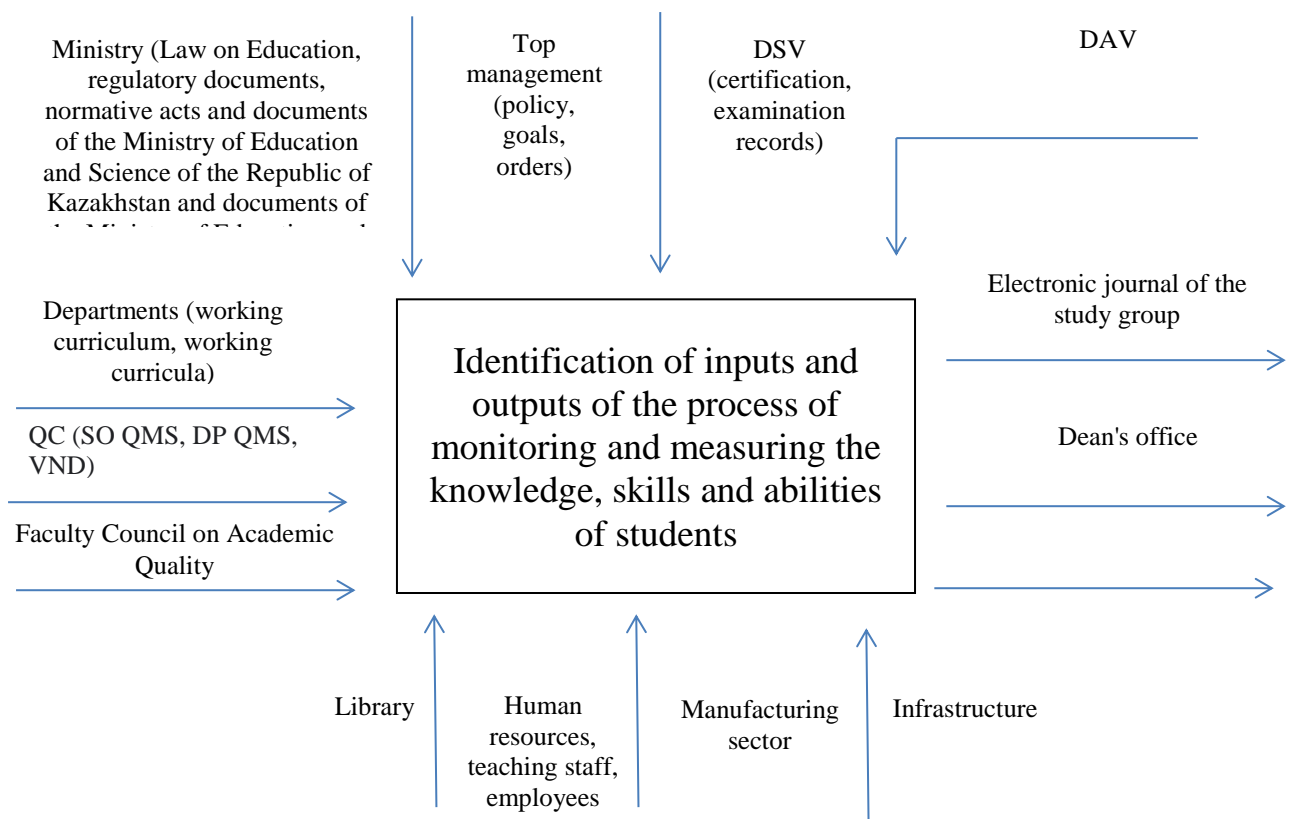 Ministry (Law on Education,
regulatory documents,
normative acts and documents
of the Ministry of Education
and Science of the Republic of
Kazakhstan and documents of
Top
management
(policy,
goals,
orders)
DSV
(certification,
examination
records)
DAV
Departments (working
curriculum, working
curricula)
QC (SO QMS, DP QMS,
VND)
Faculty Council on Academic
Quality
Identification of inputs and
outputs of the process of
monitoring and measuring the
knowledge, skills and abilities
of students
Electronic journal of the
study group
Dean's office
Library
Human
resources,
teaching staff,
employees
Manufacturing
sector
Infrastructure